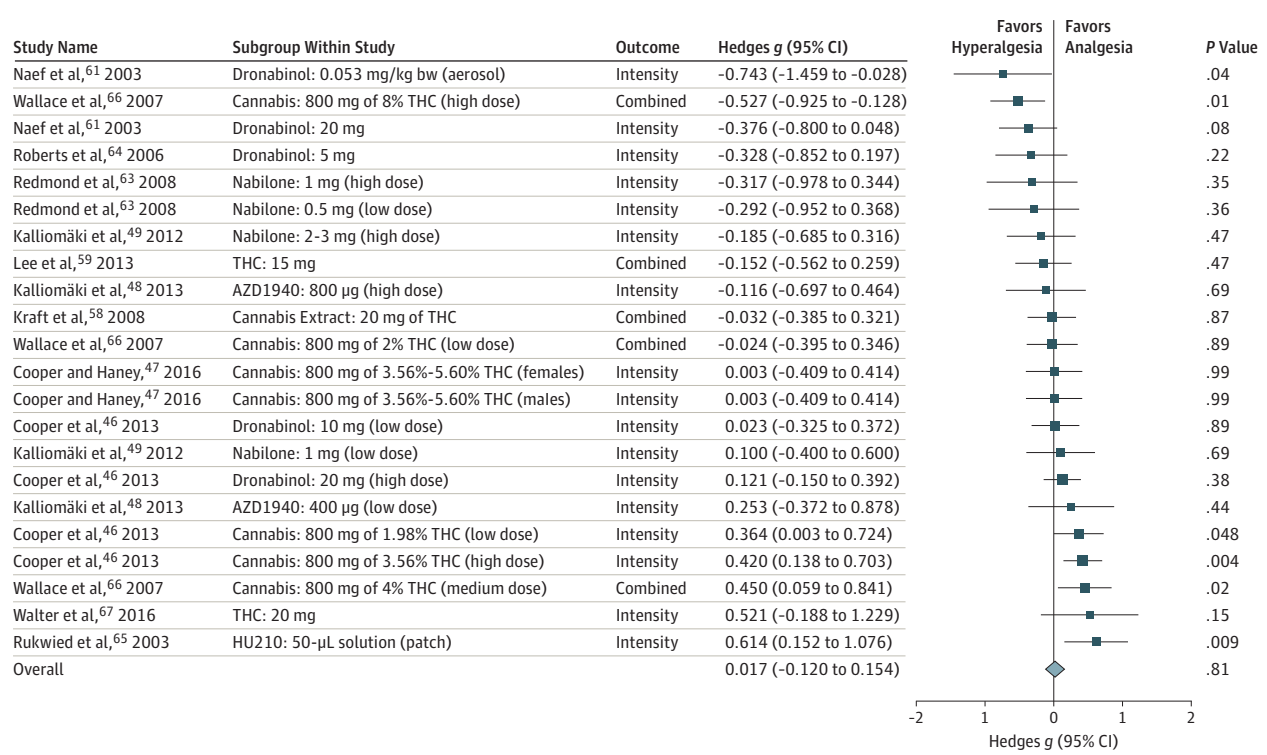 Favors Hyperalgesia Favors Analgesia
Study Name Subgroup Within Study Outcome Hedges g (95% CI) P Value
Naef et al,61 2003 Dronabinol: 0.053 mg/kg bw (aerosol) Intensity -0.743 (-1.459 to -0.028) .04
Wallace et al,66 2007 Cannabis: 800 mg of 8% THC (high dose) Combined -0.527 (-0.925 to -0.128) .01
Naef et al,61 2003 Dronabinol: 20 mg Intensity -0.376 (-0.800 to 0.048) .08
Roberts et al,64 2006 Dronabinol: 5 mg Intensity -0.328 (-0.852 to 0.197) .22
Redmond et al,63 2008 Nabilone: 1 mg (high dose) Intensity -0.317 (-0.978 to 0.344) .35
Redmond et al,63 2008 Nabilone: 0.5 mg (low dose) Intensity -0.292 (-0.952 to 0.368) .36
Kalliomäki et al,49 2012 Nabilone: 2-3 mg (high dose) Intensity -0.185 (-0.685 to 0.316) .47
Lee et al,59 2013 THC: 15 mg Combined -0.152 (-0.562 to 0.259) .47
Kalliomäki et al,48 2013 AZD1940: 800 µg (high dose) Intensity -0.116 (-0.697 to 0.464) .69
Kraft et al,58 2008 Cannabis Extract: 20 mg of THC Combined -0.032 (-0.385 to 0.321) .87
Wallace et al,66 2007 Cannabis: 800 mg of 2% THC (low dose) Combined -0.024 (-0.395 to 0.346) .89
Cooper and Haney,47 2016 Cannabis: 800 mg of 3.56%-5.60% THC (females) Intensity 0.003 (-0.409 to 0.414) .99
Cooper and Haney,47 2016 Cannabis: 800 mg of 3.56%-5.60% THC (males) Intensity 0.003 (-0.409 to 0.414) .99
Cooper et al,46 2013 Dronabinol: 10 mg (low dose) Intensity 0.023 (-0.325 to 0.372) .89
Kalliomäki et al,49 2012 Nabilone: 1 mg (low dose) Intensity 0.100 (-0.400 to 0.600) .69
Cooper et al,46 2013 Dronabinol: 20 mg (high dose) Intensity 0.121 (-0.150 to 0.392) .38
Kalliomäki et al,48 2013 AZD1940: 400 µg (low dose) Intensity 0.253 (-0.372 to 0.878) .44
Cooper et al,46 2013 Cannabis: 800 mg of 1.98% THC (low dose) Intensity 0.364 (0.003 to 0.724) .048
Cooper et al,46 2013 Cannabis: 800 mg of 3.56% THC (high dose) Intensity 0.420 (0.138 to 0.703) .004
Wallace et al,66 2007 Cannabis: 800 mg of 4% THC (medium dose) Combined 0.450 (0.059 to 0.841) .02
Walter et al,67 2016 THC: 20 mg Intensity 0.521 (-0.188 to 1.229) .15
Rukwied et al,65 2003 HU210: 50-µL solution (patch) Intensity 0.614 (0.152 to 1.076) .009
Overall 0.017 (-0.120 to 0.154) .81
-2 1 0 1 2
Hedges g (95% CI)